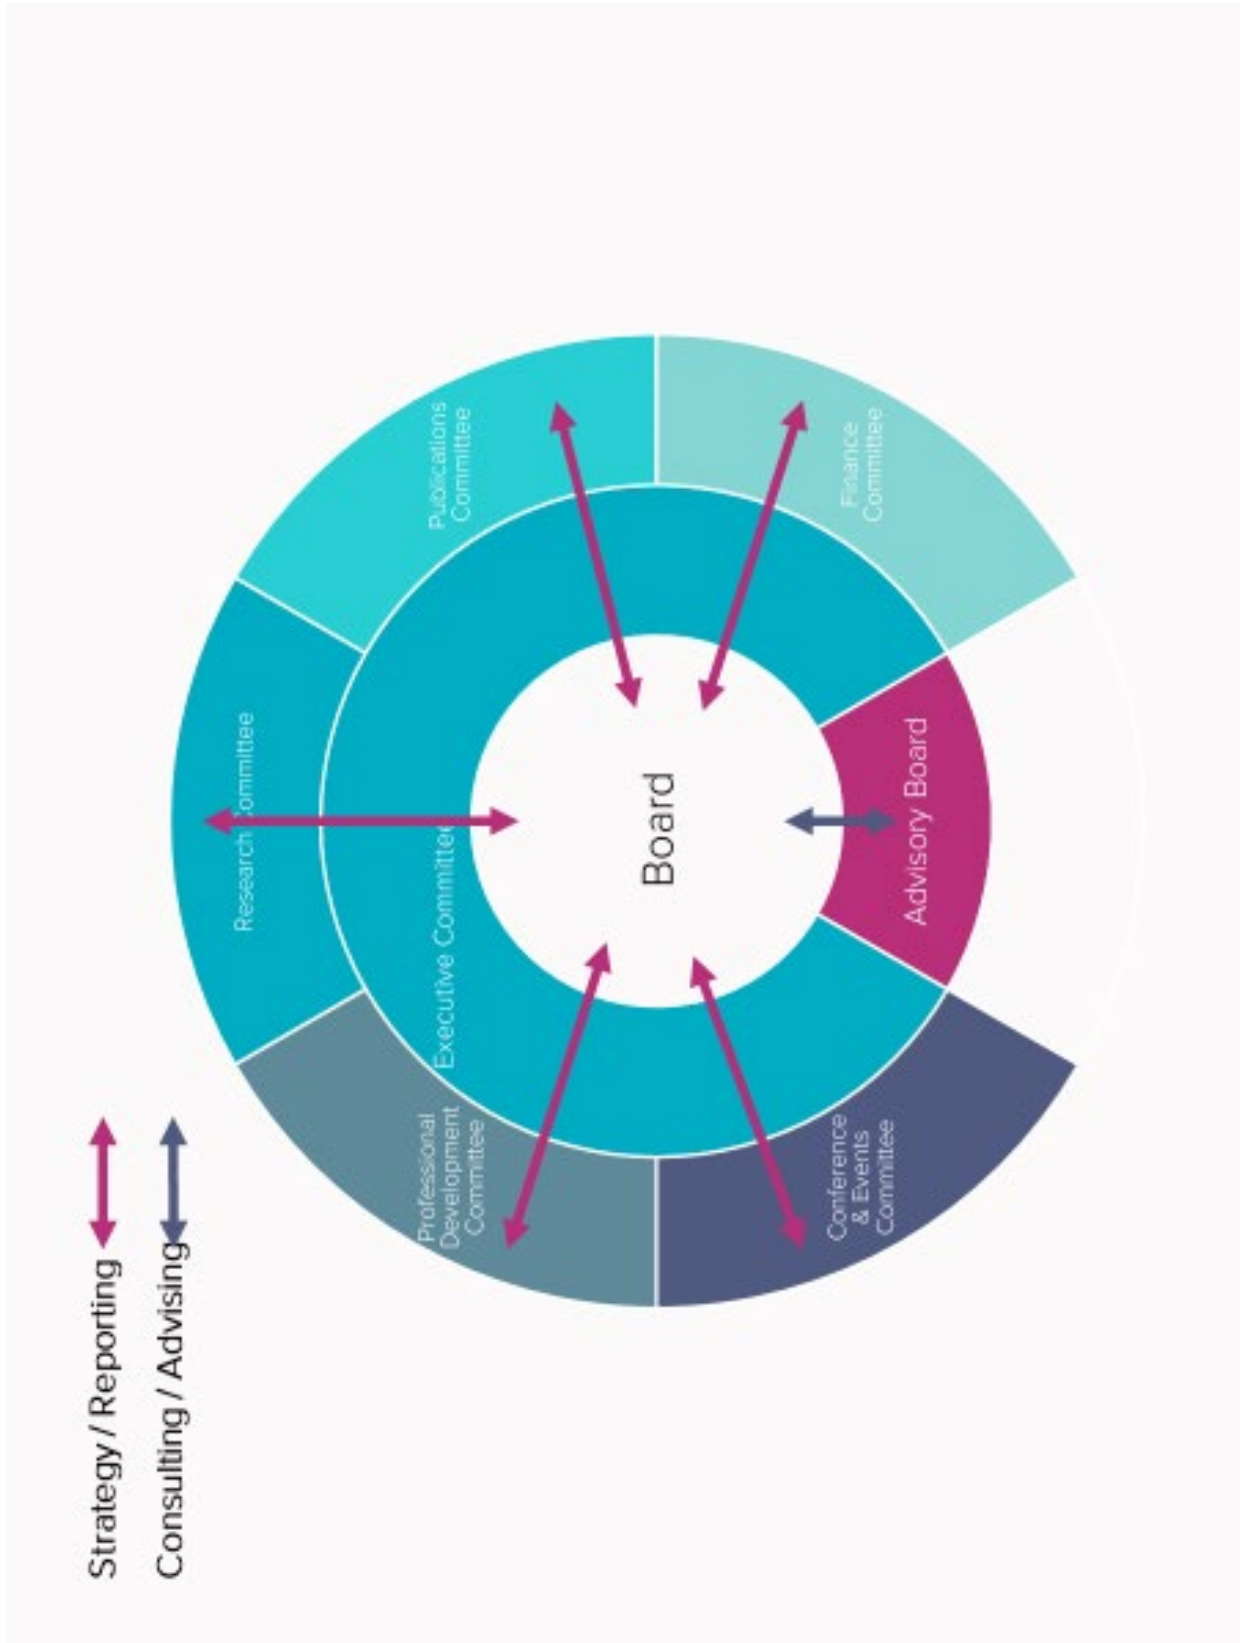 Strategy / Reporting
Consulting / Advising
Research Committee
Professional
Development
Committee
Publications
Committee
Executive Committee
Board
Conference
& Events
Committee
Finance
Committee
Advisory Board